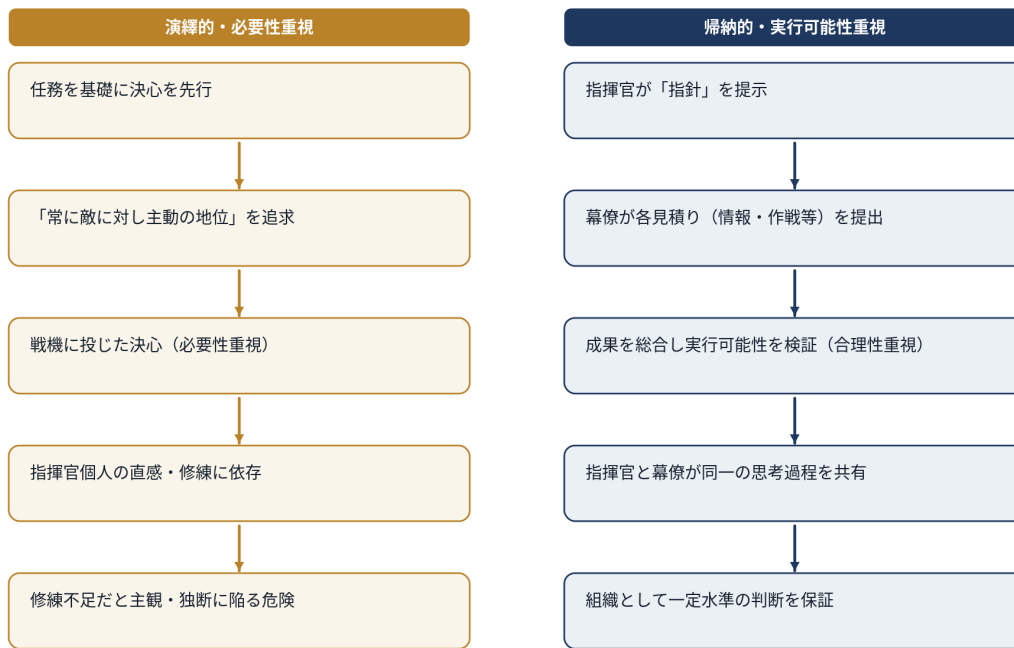 演繹的・必要性重視
任務を基礎に決心を先行
「常に敵に対し主動の地位」を追求
戦機に投じた決心（必要性重視）
指揮官個人の直感・修練に依存
修練不足だと主観・独断に陥る危険
帰納的・実行可能性重視
指揮官が「指針」を提示
幕僚が各見積り（情報・作戦等）を提出
成果を総合し実行可能性を検証（合理性重視）
指揮官と幕僚が同一の思考過程を共有
組織として一定水準の判断を保証